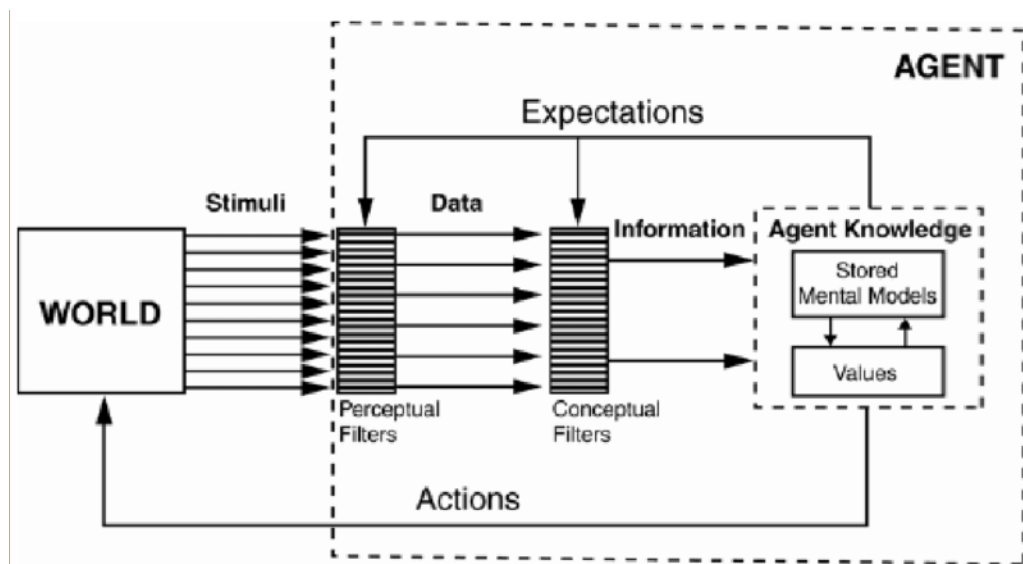 AGENT
Expectations
Stimuli
Data
Information
Agent Knowledge
Stored
Mental Models
WORLD
Values
Perceptual
Filters
Conceptual
Filters
Actions